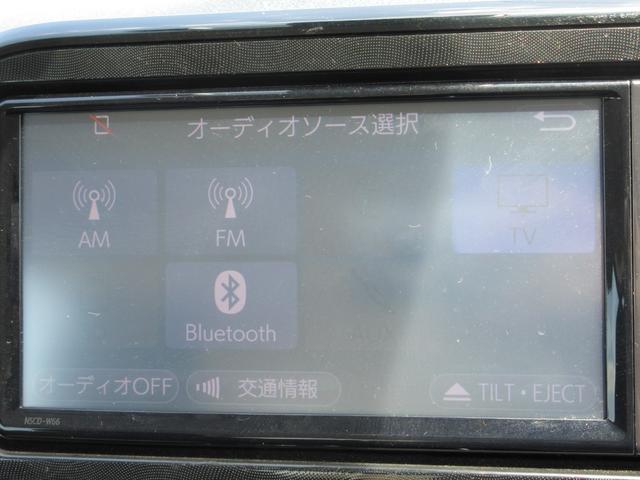 オーディオソース選択
AM
FM
TV
Bluetooth
AUX
オーディオOFF
交通情報
TILT・EJECT
NSCD-W66